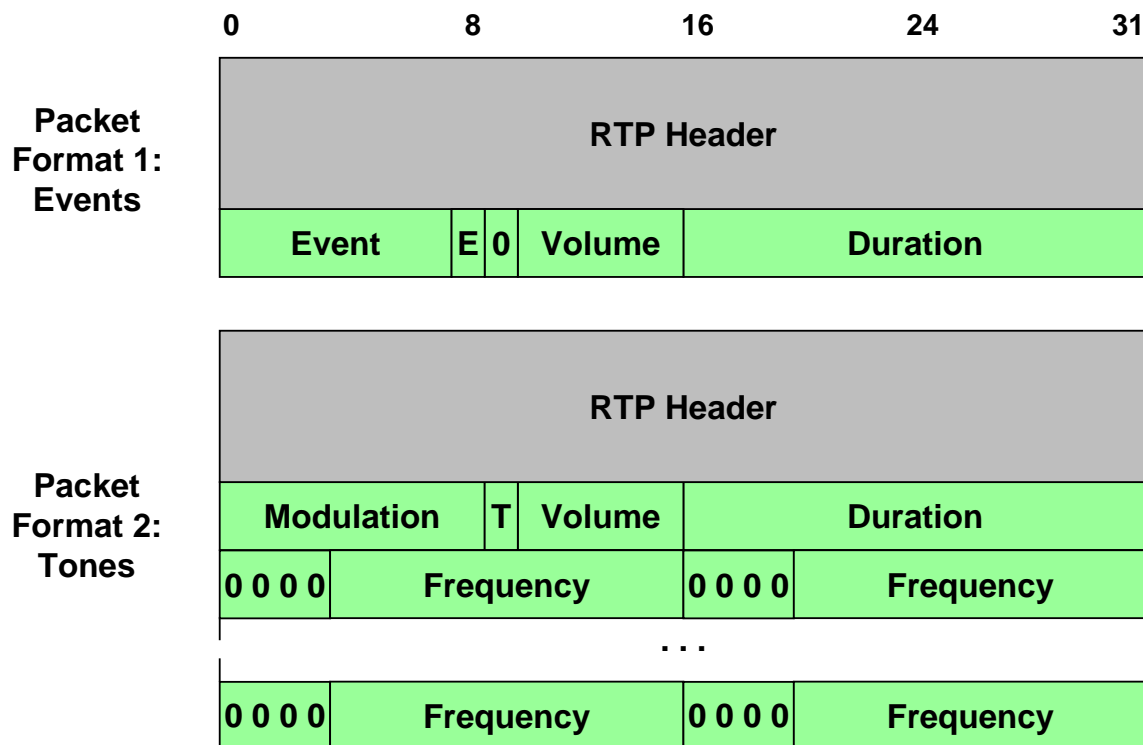 0 8 16 24 31
Packet
Format 1:
Events
RTP Header
Event E 0 Volume Duration
Packet
Format 2:
Tones
RTP Header
Modulation T Volume Duration
0 0 0 0 Frequency 0 0 0 0 Frequency
. . .
0 0 0 0 Frequency 0 0 0 0 Frequency